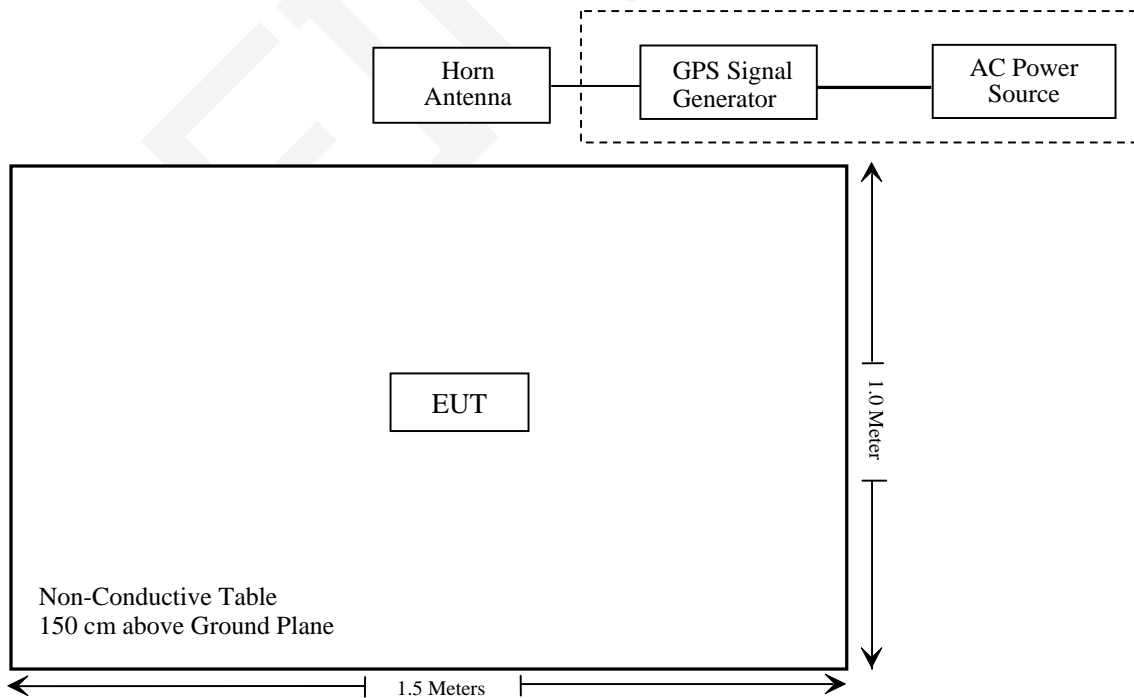 Horn
Antenna
GPS Signal
Generator
AC Power
Source
EUT
1.0 Meter
Non-Conductive Table
150 cm above Ground Plane
1.5 Meters